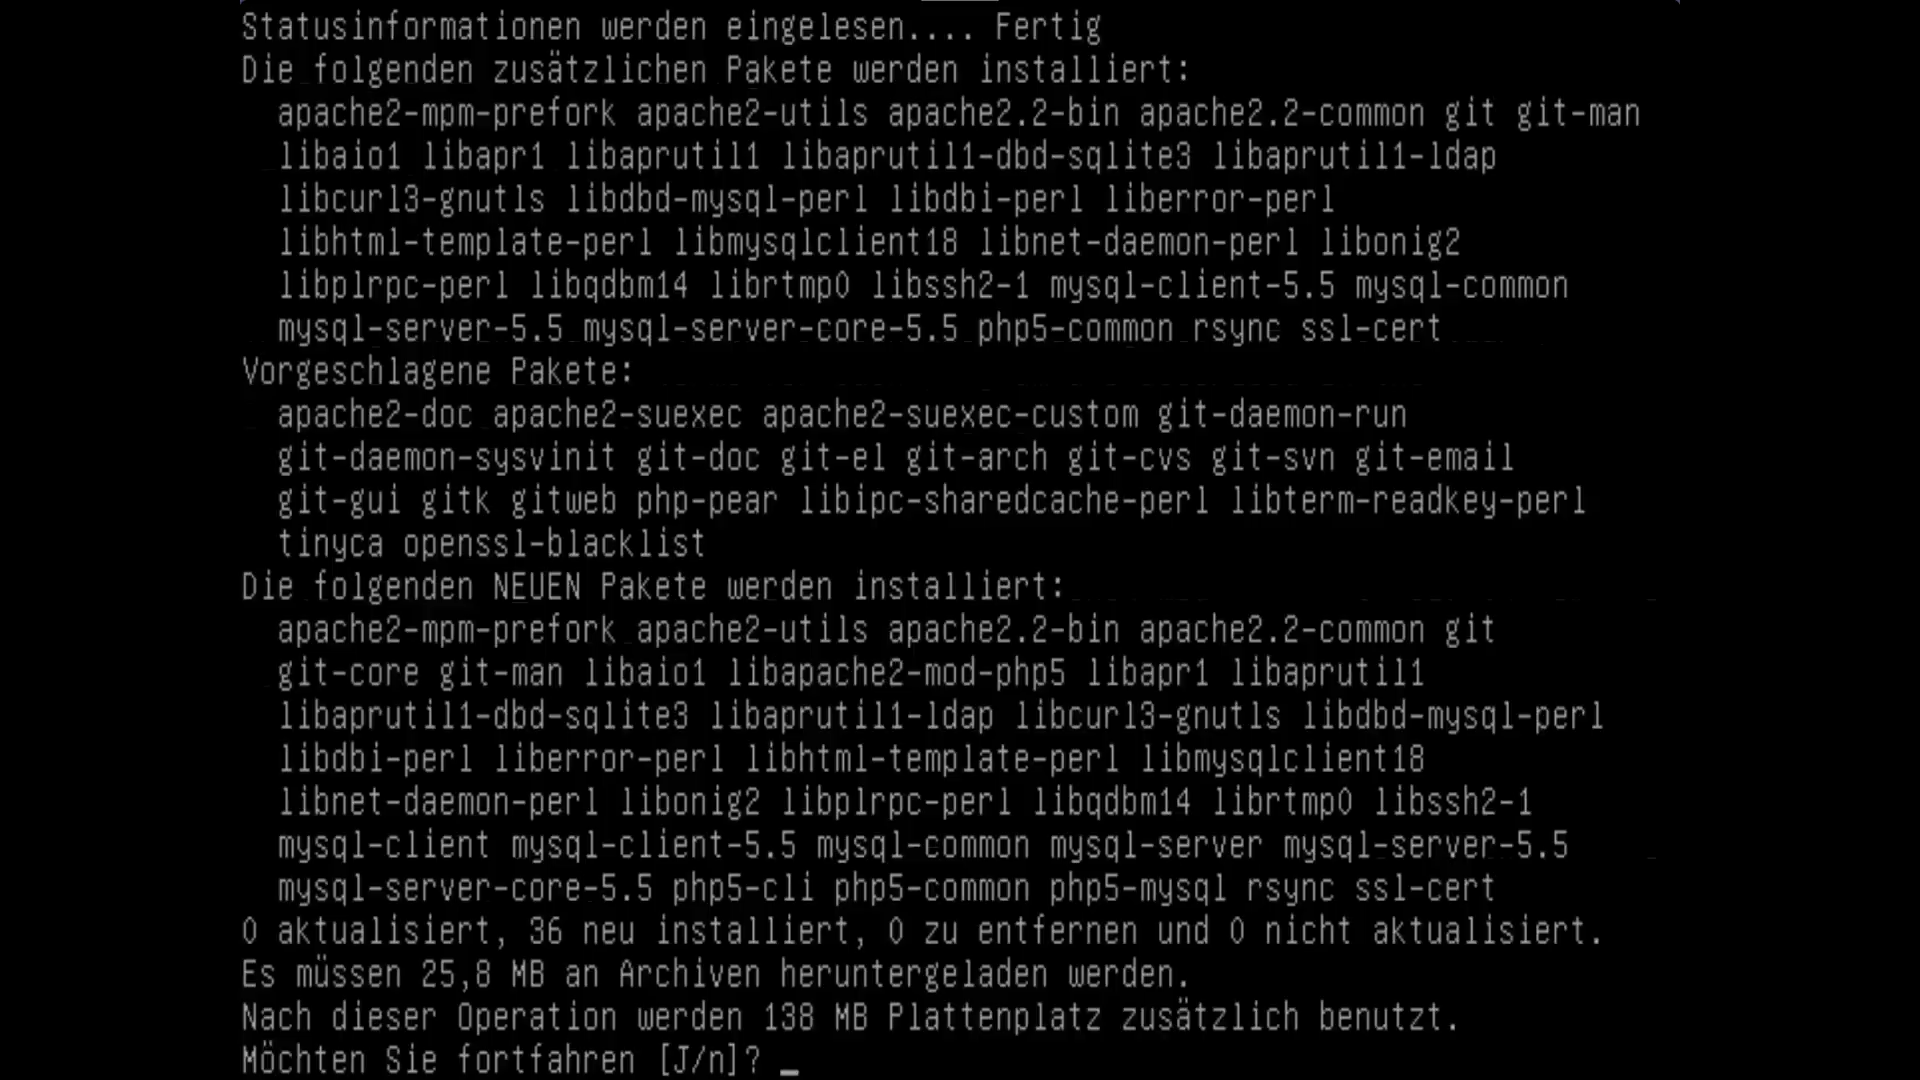 Statusinformationen werden eingelesen.... Fertig
Die folgenden zusätzlichen Pakete werden installiert:
apache2-mpm-prefork apache2-utils apache2.2-bin apache2.2-common git git-man
libaio1 libapr1 libaprutil1 libaprutil1-dbd-sqlite3 libaprutil1-ldap
libcurl3-gnutls libdbd-mysql-perl libdbi-perl liberror-perl
libhtml-template-perl libmysqlclient18 libnet-daemon-perl libonig2
libplrpc-perl libqdbm14 librtmp0 libssh2-1 mysql-client-5.5 mysql-common
mysql-server-5.5 mysql-server-core-5.5 php5-common rsync ssl-cert
Vorgeschlagene Pakete:
apache2-doc apache2-suexec apache2-suexec-custom git-daemon-run
git-daemon-sysvinit git-doc git-el git-arch git-cvs git-svn git-email
git-gui gitk gitweb php-pear libipc-sharedcache-perl libterm-readkey-perl
tinyca openssl-blacklist
Die folgenden NEUEN Pakete werden installiert:
apache2-mpm-prefork apache2-utils apache2.2-bin apache2.2-common git
git-core git-man libaio1 libapache2-mod-php5 libapr1 libaprutil1
libaprutil1-dbd-sqlite3 libaprutil1-ldap libcurl3-gnutls libdbd-mysql-perl
libdbi-perl liberror-perl libhtml-template-perl libmysqlclient18
libnet-daemon-perl libonig2 libplrpc-perl libqdbm14 librtmp0 libssh2-1
mysql-client mysql-client-5.5 mysql-common mysql-server mysql-server-5.5
mysql-server-core-5.5 php5-cli php5-common php5-mysql rsync ssl-cert
0 aktualisiert, 36 neu installiert, 0 zu entfernen und 0 nicht aktualisiert.
Es müssen 25,8 MB an Archiven heruntergeladen werden.
Nach dieser Operation werden 138 MB Plattenplatz zusätzlich benutzt.
Möchten Sie fortfahren [J/n]? _